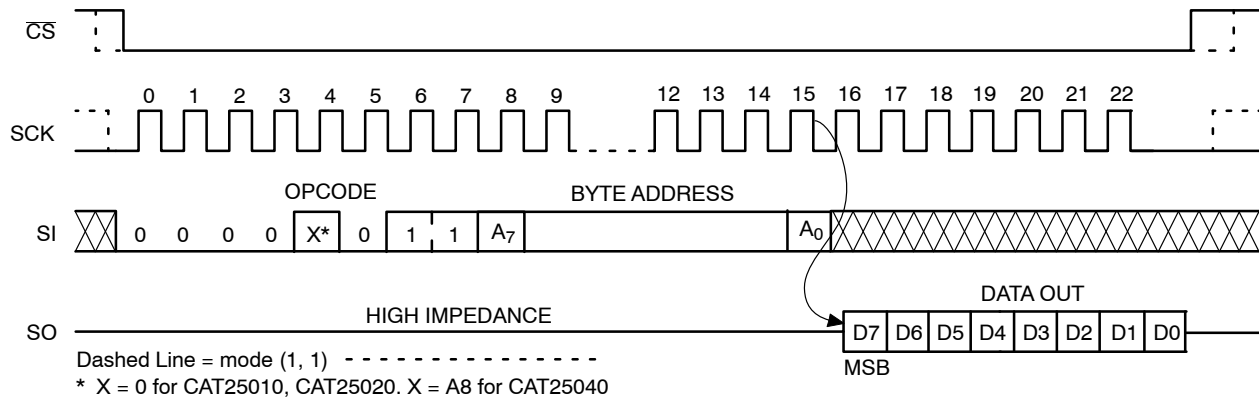 CS
0 1 2 3 4 5 6 7 8 9 12 13 14 15 16 17 18 19 20 21 22
SCK
OPCODE BYTE ADDRESS
SI 0 0 0 0 X* 0 1 1 A7 A0
DATA OUT
HIGH IMPEDANCE
SO D7 D6 D5 D4 D3 D2 D1 D0
Dashed Line = mode (1, 1)
MSB
* X = 0 for CAT25010, CAT25020. X = A8 for CAT25040